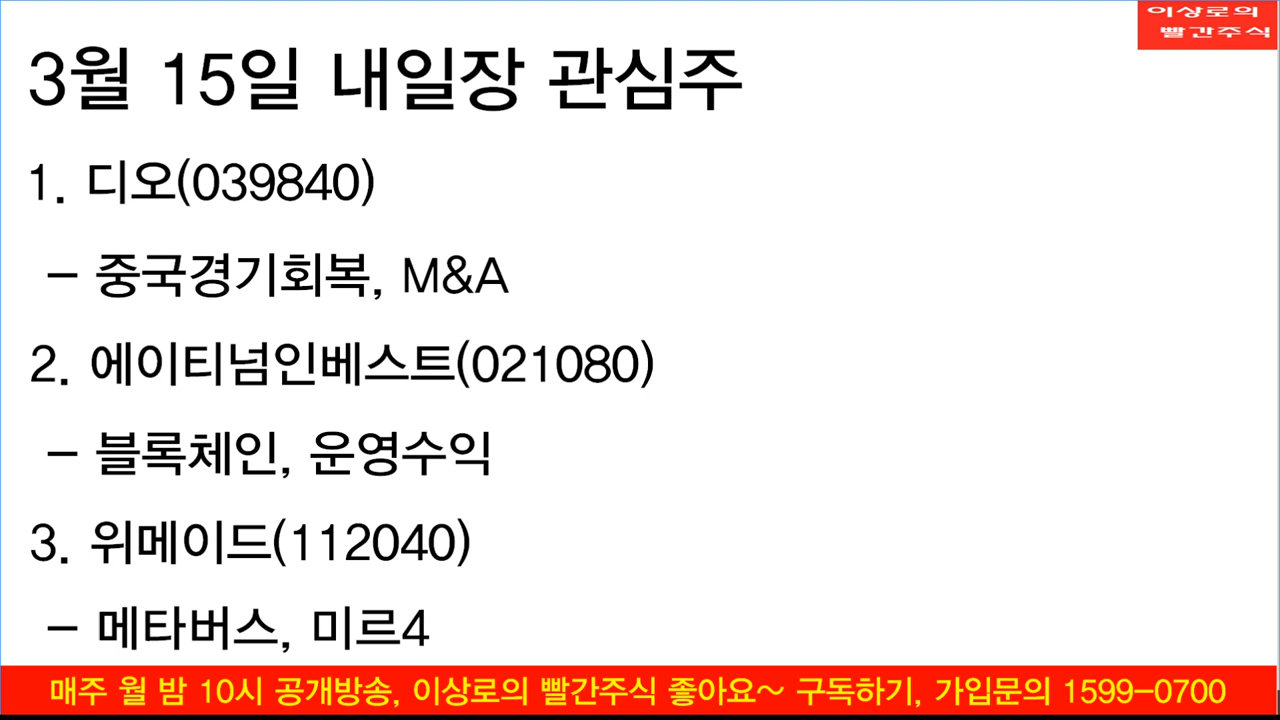 이상로의
빨간주식
3월 15일 내일장 관심주
1. 디오(039840)
- 중국경기회복, M&A
2. 에이티넘인베스트(021080)
- 블록체인, 운영수익
3. 위메이드(112040)
- 메타버스, 미르4
매주 월 밤 10시 공개방송, 이상로의 빨간주식 좋아요~ 구독하기, 가입문의 1599-0700